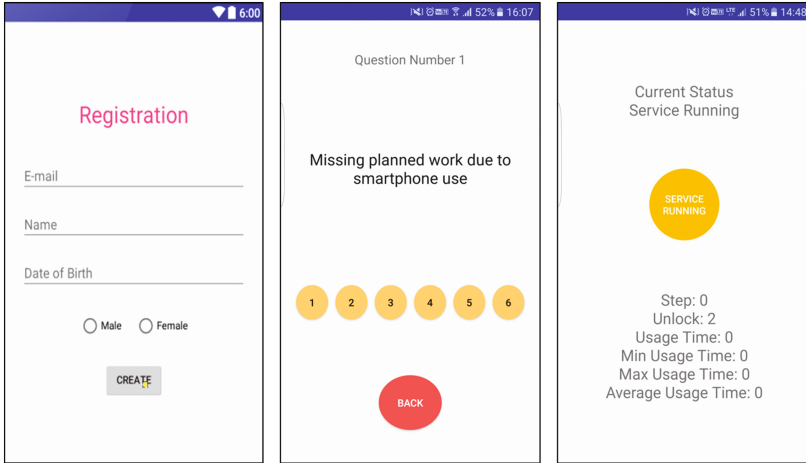 6:00
Registration
E-mail
Name
Date of Birth
Male Female
CREATE
52% 16:07
Question Number 1
Missing planned work due to
smartphone use
1 2 3 4 5 6
BACK
LTE 51% 14:48
Current Status
Service Running
SERVICE
RUNNING
Step: 0
Unlock: 2
Usage Time: 0
Min Usage Time: 0
Max Usage Time: 0
Average Usage Time: 0